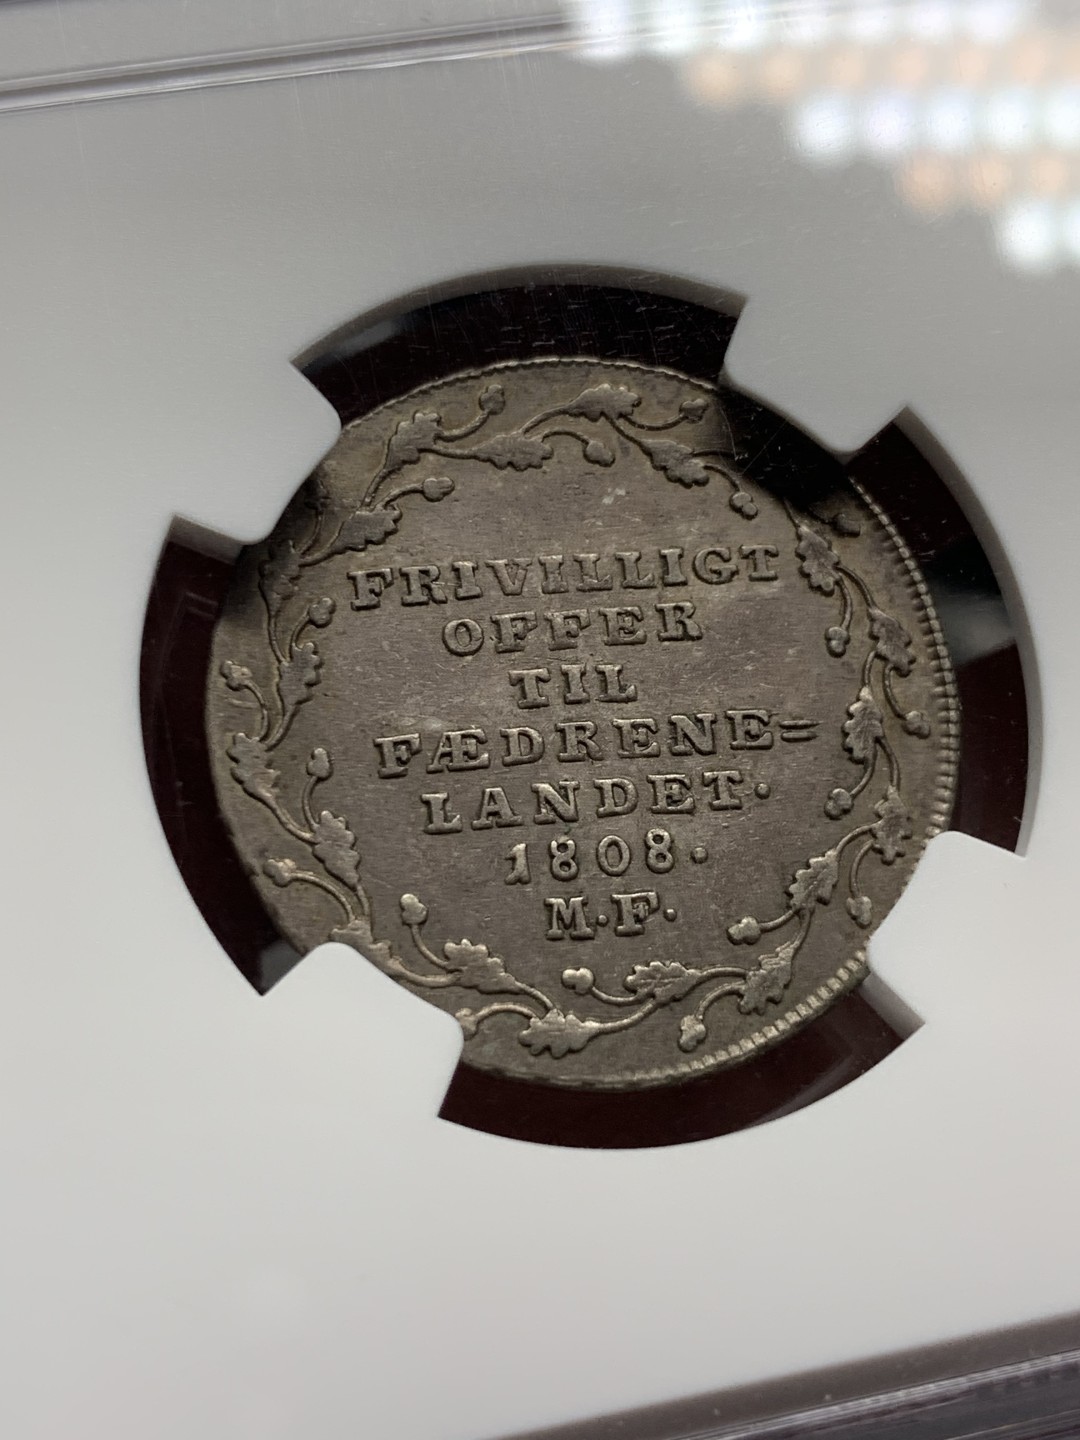 FRIVILLIGT
OFFER
TIL
FÆDRENE=
LANDET·
1808·
M·F·